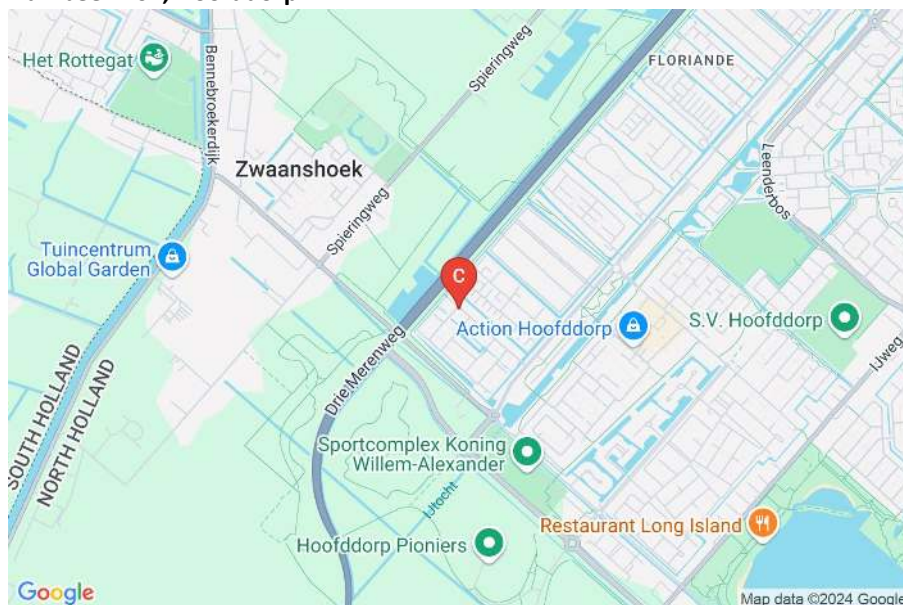 Het Rottegat
Bennebroekerdijk
Spieringweg
FLORIANDE
Leenderbos
Zwaanshoek
Spieringweg
Tuincentrum
Global Garden
C
Action Hoofddorp
S.V. Hoofddorp
IJweg
Drie Merenweg
SOUTH HOLLAND
NORTH HOLLAND
Sportcomplex Koning
Willem-Alexander
IJtocht
Restaurant Long Island
Hoofddorp Pioniers
Google
Map data ©2024 Google